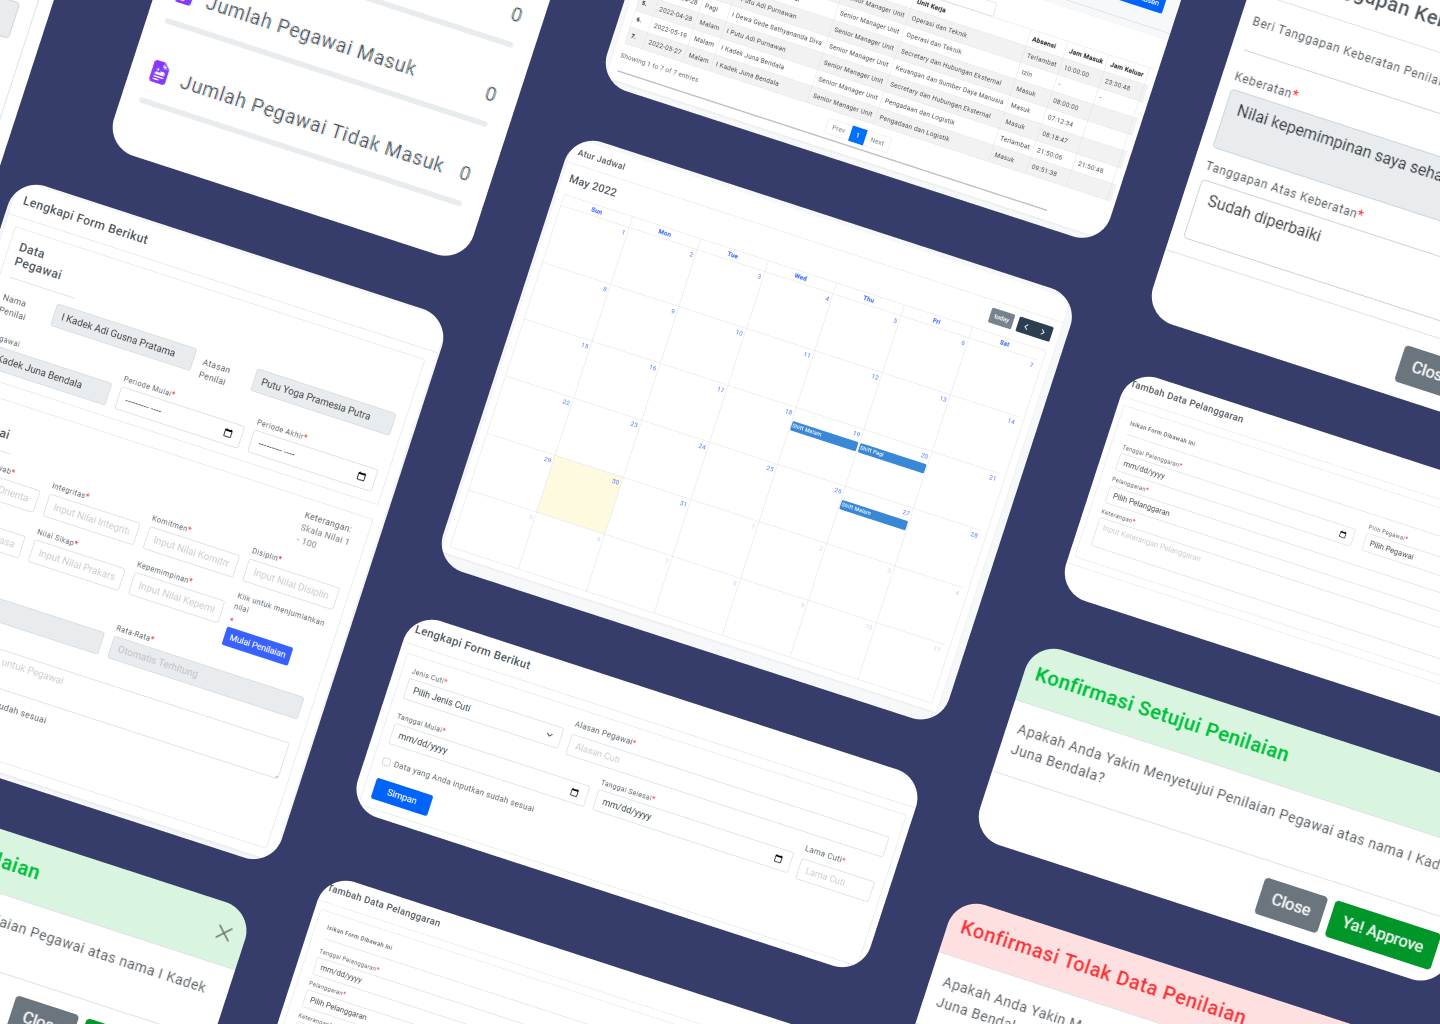 0
Jumlah Pegawai Masuk
0
Jumlah Pegawai Tidak Masuk
0
Unit Kerja
Absensi
Jam Masuk
Jam Keluar
Senior Manager Unit
Operasi dan Teknik
Terlambat
10:00:00
23:30:48
5.
Pagi
I Putu Adi Purnawan
Senior Manager Unit
Operasi dan Teknik
Izin
-
-
6.
2022-04-28
Malam
I Dewa Gede Sathyananda Diva
Senior Manager Unit
Secretary dan Hubungan Eksternal
Masuk
08:00:00
7.
2022-05-19
Malam
I Putu Adi Purnawan
Senior Manager Unit
Keuangan dan Sumber Daya Manusia
Masuk
07:12:34
2022-05-27
Malam
I Kadek Juna Bendala
Senior Manager Unit
Secretary dan Hubungan Eksternal
Masuk
08:18:47
I Kadek Juna Bendala
Senior Manager Unit
Pengadaan dan Logistik
Terlambat
21:50:06
21:50:48
Senior Manager Unit
Pengadaan dan Logistik
Masuk
09:51:38
Showing 1 to 7 of 7 entries
Prev
1
Next
Beri Tanggapan Keberatan Penilai
Keberatan*
Nilai kepemimpinan saya seha
Tanggapan Atas Keberatan*
Sudah diperbaiki
Clos
Lengkapi Form Berikut
Data
Pegawai
Nama
Penilai
I Kadek Adi Gusna Pratama
Atasan
Penilai
Putu Yoga Pramesia Putra
gawai
Kadek Juna Bendala
Periode Mulai*
--------- ----
Periode Akhir*
--------- ----
ai
Keterangan:
Skala Nilai 1
- 100
wab*
Orienta
Integritas*
Input Nilai Integriti
Komitmen*
Input Nilai Komitm
Disiplin*
Input Nilai Disiplin
asa
Nilai Sikap*
Input Nilai Prakars
Kepemimpinan*
Input Nilai Kepemi
Klik untuk menjumlahkan
nilai
*
Mulai Penilaian
Rata-Rata*
Otomatis Terhitung
untuk Pegawai
udah sesuai
Atur Jadwal
May 2022
today
Sun
Mon
Tue
Wed
Thu
Fri
Sat
1
2
3
4
5
6
7
8
9
10
11
12
13
14
15
16
17
18
19
20
21
Shift Malam
Shift Pagi
22
23
24
25
26
27
28
Shift Malam
29
30
31
2
3
4
5
6
7
8
9
10
11
Tambah Data Pelanggaran
Isikan Form Dibawah Ini
Tanggal Pelanggaran*
mm/dd/yyyy
Pilih Pegawai*
Pilih Pegawai
Pelanggaran*
Pilih Pelanggaran
Keterangan*
Input Keterangan Pelanggaran
Lengkapi Form Berikut
Jenis Cuti*
Pilih Jenis Cuti
Alasan Pegawai*
Alasan Cuti
Tanggal Mulai*
mm/dd/yyyy
Tanggal Selesai*
mm/dd/yyyy
Lama Cuti*
Lama Cuti
Data yang Anda inputkan sudah sesuai
Simpan
Konfirmasi Setujui Penilaian
Apakah Anda Yakin Menyetujui Penilaian Pegawai atas nama I Kad
Juna Bendala?
Close
Ya! Approve
laian
laian Pegawai atas nama I Kadek
Clos
Tambah Data Pelanggaran
Isikan Form Dibawah Ini
Tanggal Pelanggaran*
mm/dd/yyyy
Pelanggaran*
Pilih Pelanggaran
Keterangan*
Konfirmasi Tolak Data Penilaian
Apakah Anda Yakin M
Juna Bendal